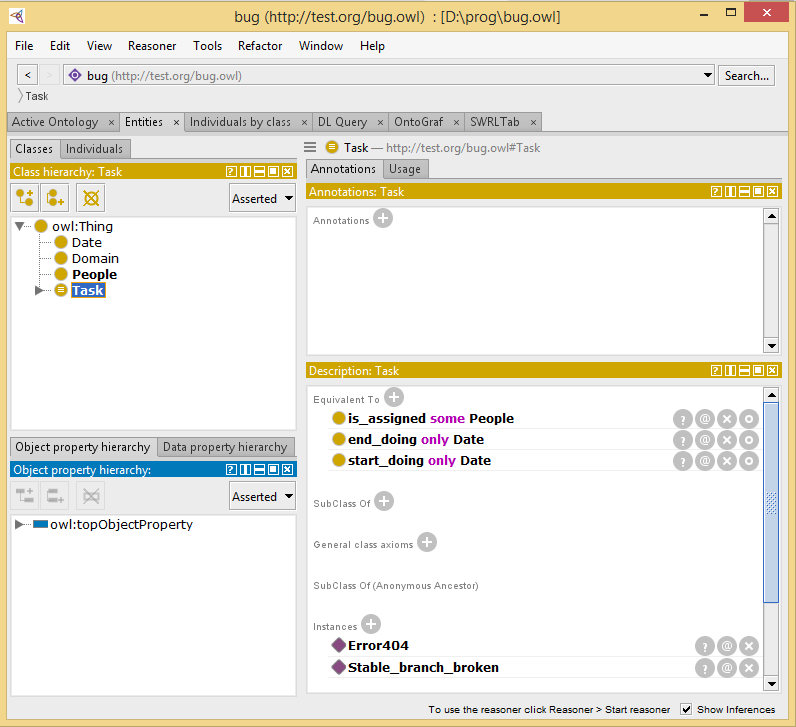 bug (http://test.org/bug.owl) : [D:\prog\bug.owl]
File Edit View Reasoner Tools Refactor Window Help
< > bug (http://test.org/bug.owl) Search...
Task
Active Ontology × Entities × Individuals by class × DL Query × OntoGraf × SWRLTab ×
Classes Individuals
Class hierarchy: Task
Asserted
owl:Thing
Date
Domain
People
Task
Object property hierarchy Data property hierarchy
Object property hierarchy:
Asserted
owl:topObjectProperty
Task — http://test.org/bug.owl#Task
Annotations Usage
Annotations: Task
Annotations
Description: Task
Equivalent To
is_assigned some People
end_doing only Date
start_doing only Date
SubClass Of
General class axioms
SubClass Of (Anonymous Ancestor)
Instances
Error404
Stable_branch_broken
To use the reasoner click Reasoner > Start reasoner Show Inferences